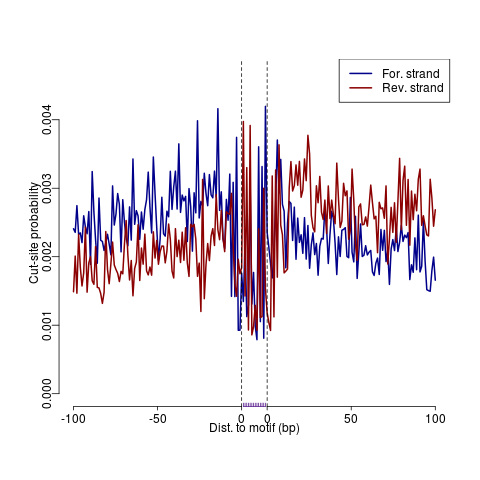 For. strand
Rev. strand
Cut-site probability
0.004
0.003
0.002
0.001
0.000
-100 -50 0 0 50 100
Dist. to motif (bp)